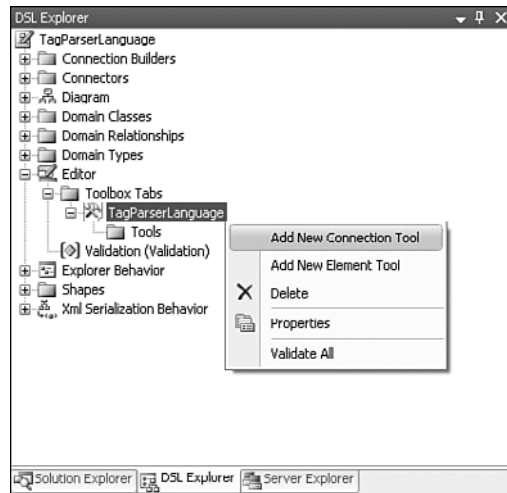 DSL Explorer
TagParserLanguage
Connection Builders
Connectors
Diagram
Domain Classes
Domain Relationships
Domain Types
Editor
Toolbox Tabs
TagParserLanguage
Tools
Validation (Validation)
Explorer Behavior
Shapes
Xml Serialization Behavior
Add New Connection Tool
Add New Element Tool
Delete
Properties
Validate All
Solution Explorer DSL Explorer Server Explorer